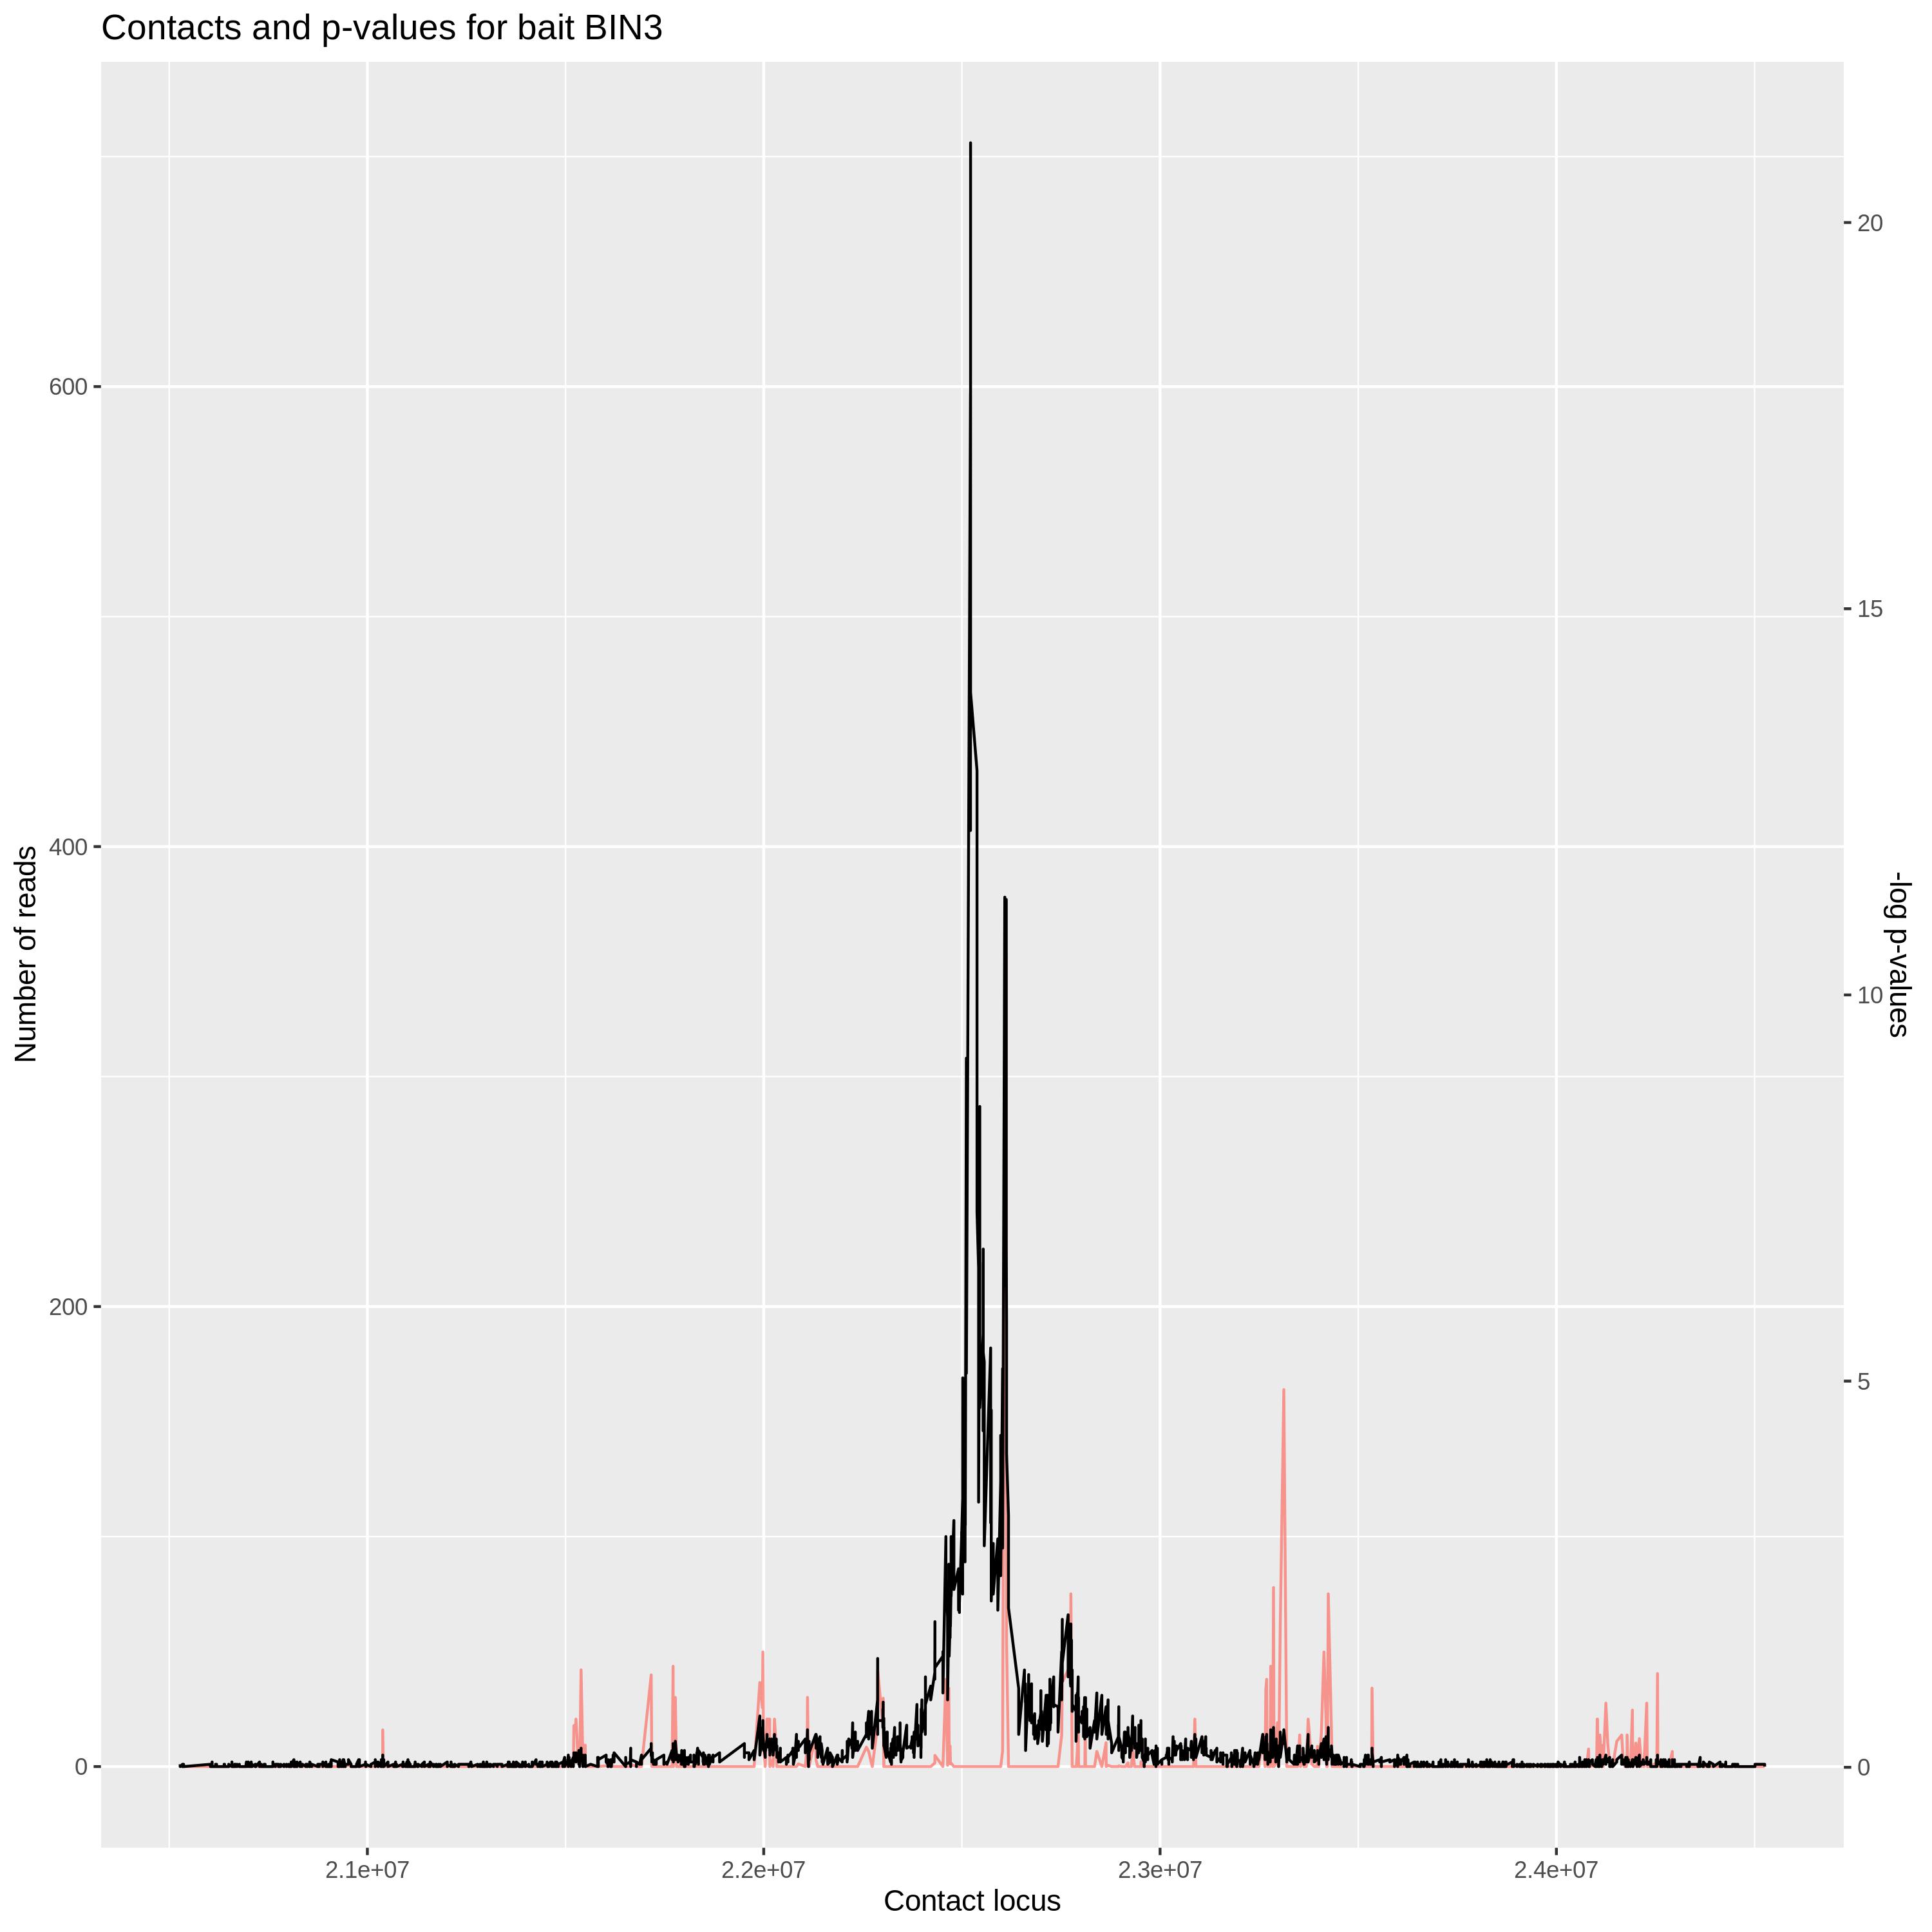 Contacts and p-values for bait BIN3
600
400
200
0
Number of reads
20
15
10
5
0
-log p-values
2.1e+07
2.2e+07
2.3e+07
2.4e+07
Contact locus